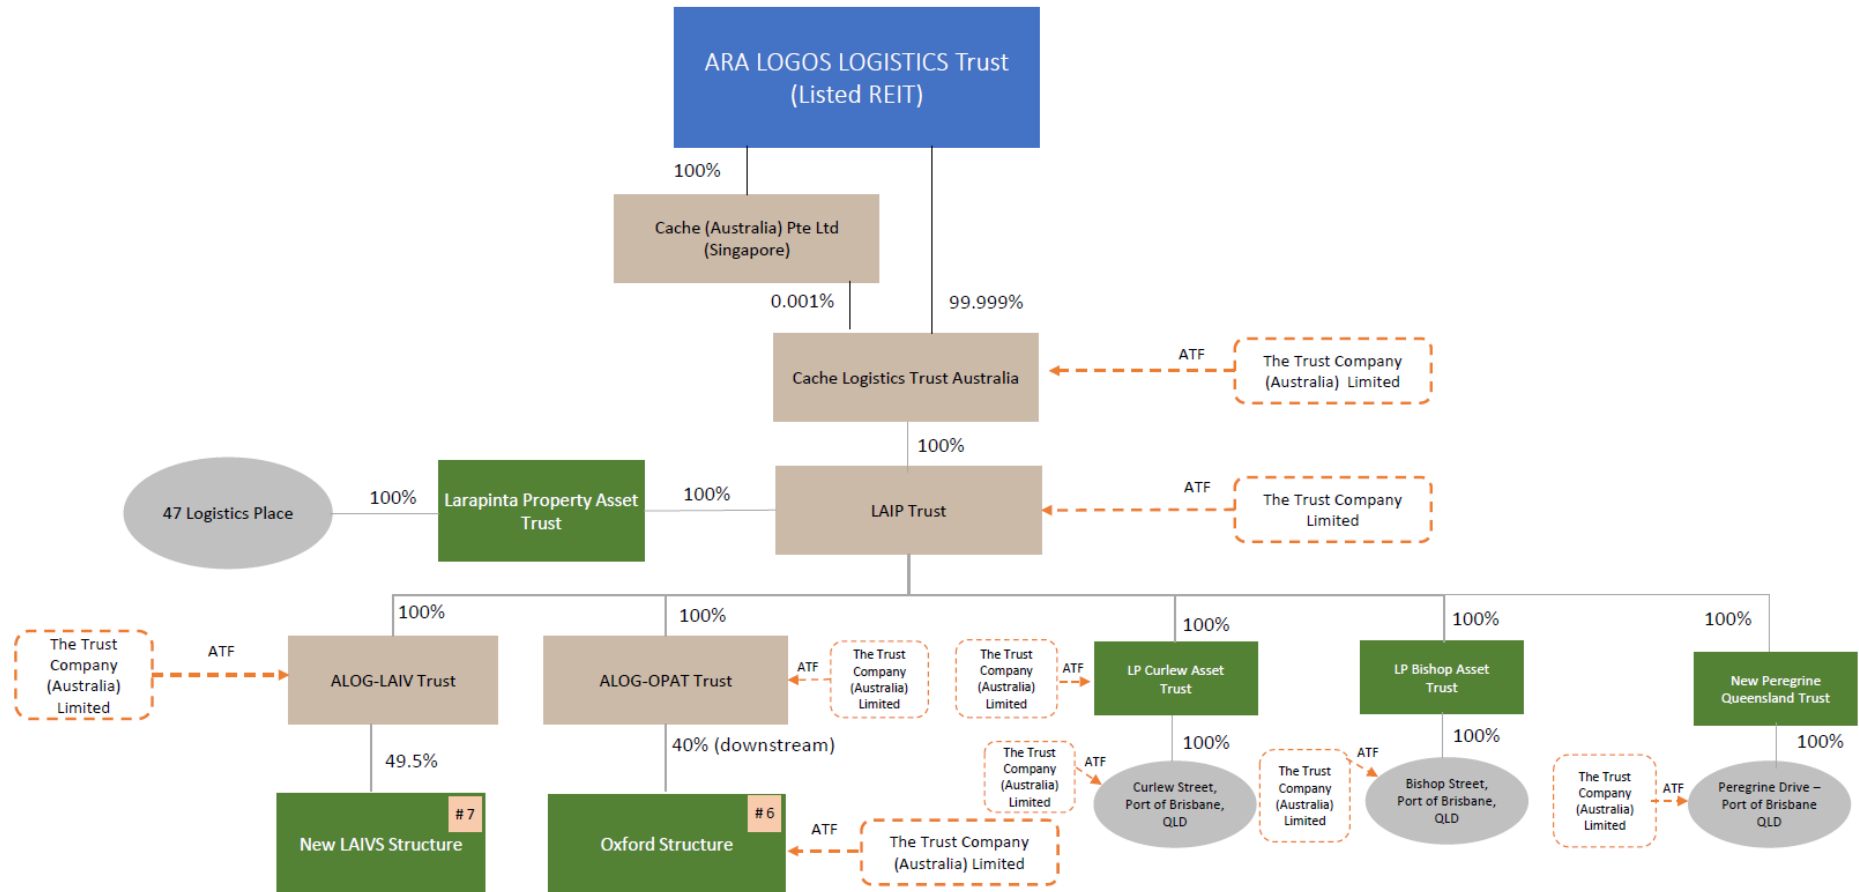 ARA LOGOS LOGISTICS Trust
(Listed REIT)
100%
Cache (Australia) Pte Ltd
(Singapore)
0.001%
99.999%
Cache Logistics Trust Australia
ATF
The Trust Company
(Australia) Limited
100%
47 Logistics Place
100%
Larapinta Property Asset
Trust
100%
LAIP Trust
ATF
The Trust Company
Limited
100%
100%
100%
100%
100%
The Trust
Company
(Australia)
Limited
ATF
ALOG-LAIV Trust
ALOG-OPAT Trust
ATF
The Trust
Company
(Australia)
Limited
The Trust
Company
(Australia)
Limited
ATF
LP Curlew Asset
Trust
LP Bishop Asset
Trust
New Peregrine
Queensland Trust
49.5%
40% (downstream)
100%
100%
100%
New LAIVS Structure
#7
Oxford Structure
#6
ATF
The Trust Company
(Australia) Limited
The Trust
Company
(Australia)
Limited
ATF
Curlew Street,
Port of Brisbane,
QLD
The Trust
Company
(Australia)
Limited
ATF
Bishop Street,
Port of Brisbane,
QLD
The Trust
Company
(Australia)
Limited
ATF
Peregrine Drive –
Port of Brisbane
QLD